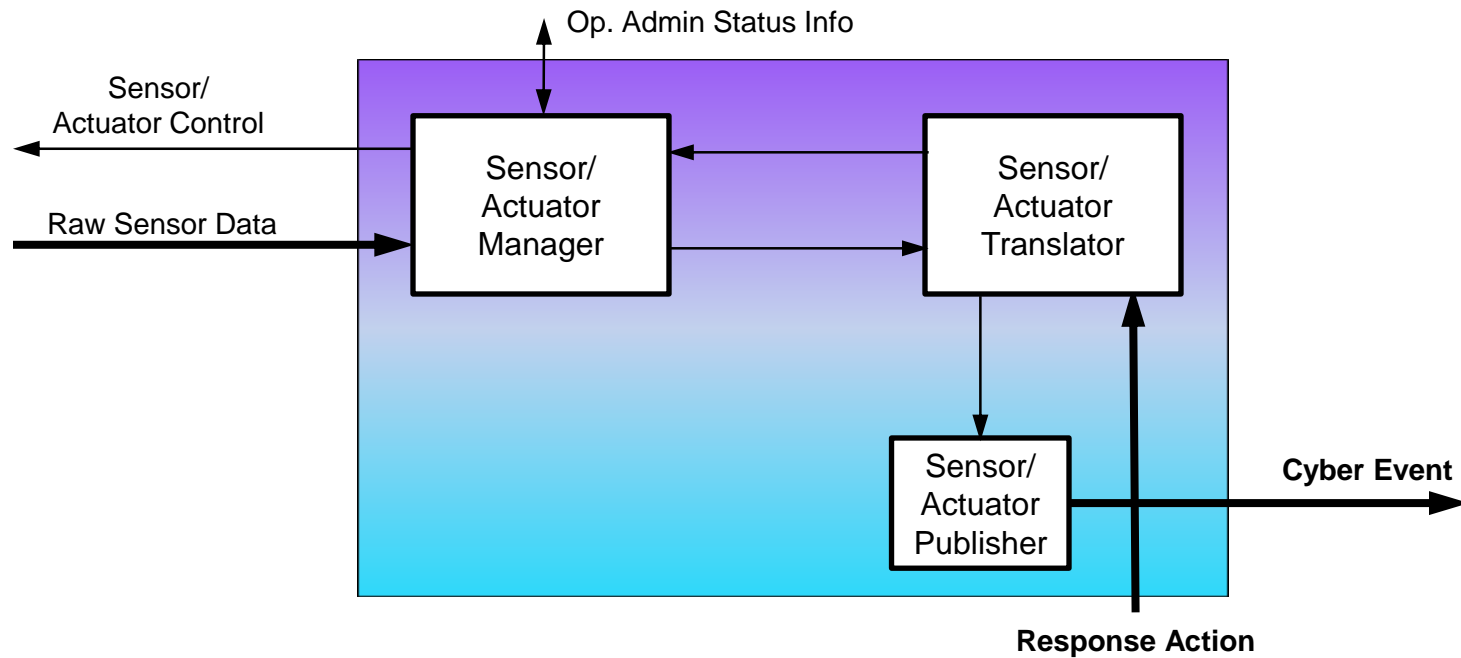 Op. Admin Status Info
Sensor/
Actuator Control
Raw Sensor Data
Sensor/
Actuator
Manager
Sensor/
Actuator
Translator
Sensor/
Actuator
Publisher
Cyber Event
Response Action